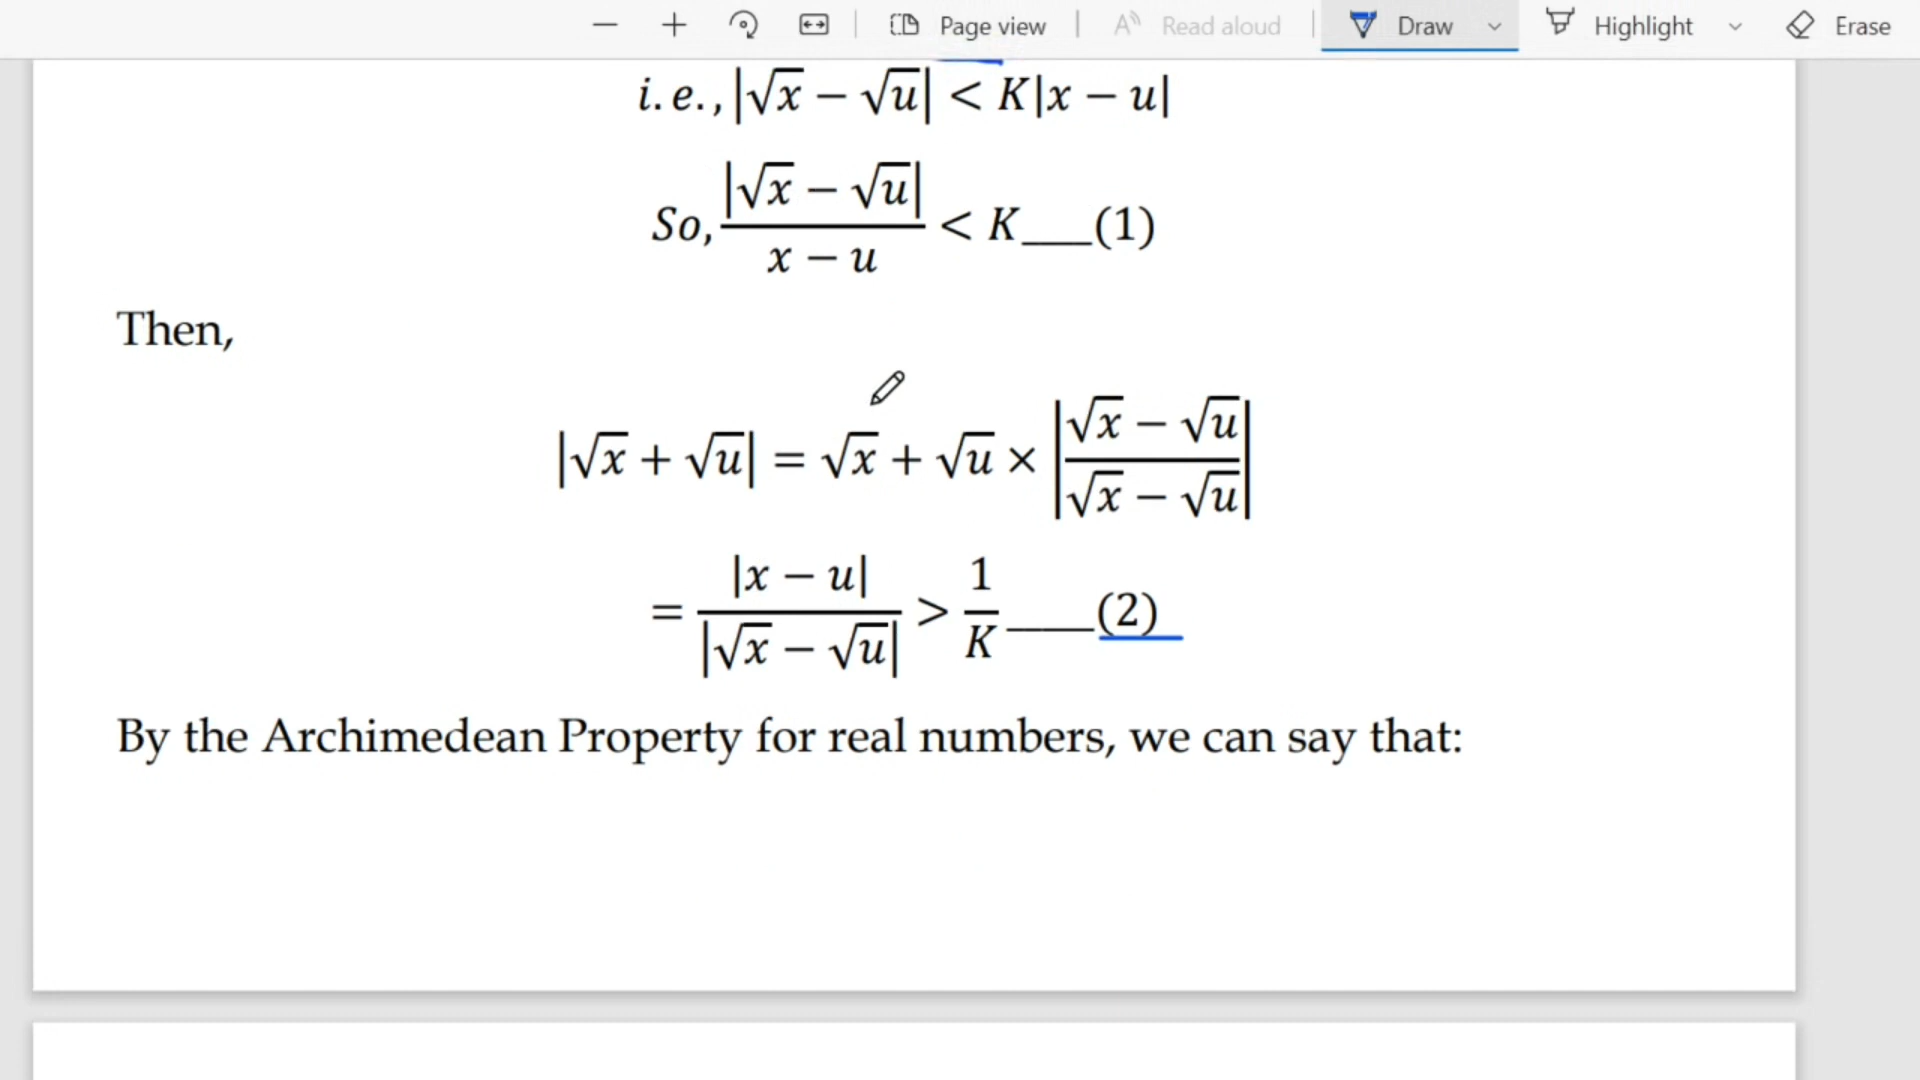 Page view Read aloud Draw Highlight Erase
i.e., |√x − √u| < K|x − u|
So, |√x − √u| / x − u < K___(1)
Then,
|√x + √u| = √x + √u × |√x − √u / √x − √u|
= |x − u| / |√x − √u| > 1/K ____(2)
By the Archimedean Property for real numbers, we can say that: